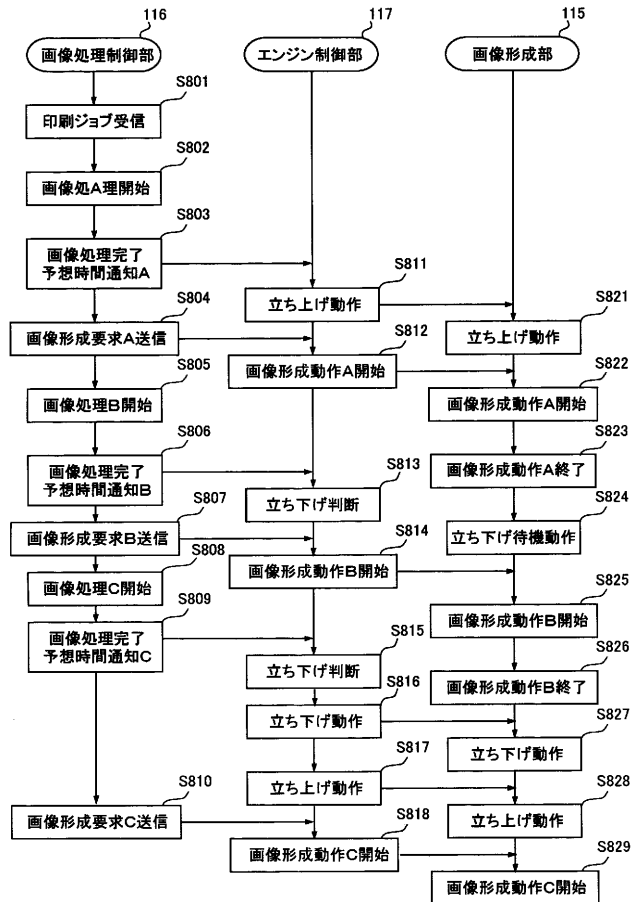 116
画像処理制御部
S801
印刷ジョブ受信
S802
画像処A理開始
S803
画像処理完了
予想時間通知A
S804
画像形成要求A送信
S805
画像処理B開始
S806
画像処理完了
予想時間通知B
S807
画像形成要求B送信
S808
画像処理C開始
S809
画像処理完了
予想時間通知C
S810
画像形成要求C送信
117
エンジン制御部
S811
立ち上げ動作
S812
画像形成動作A開始
S813
立ち下げ判断
S814
画像形成動作B開始
S815
立ち下げ判断
S816
立ち下げ動作
S817
立ち上げ動作
S818
画像形成動作C開始
115
画像形成部
S821
立ち上げ動作
S822
画像形成動作A開始
S823
画像形成動作A終了
S824
立ち下げ待機動作
S825
画像形成動作B開始
S826
画像形成動作B終了
S827
立ち下げ動作
S828
立ち上げ動作
S829
画像形成動作C開始